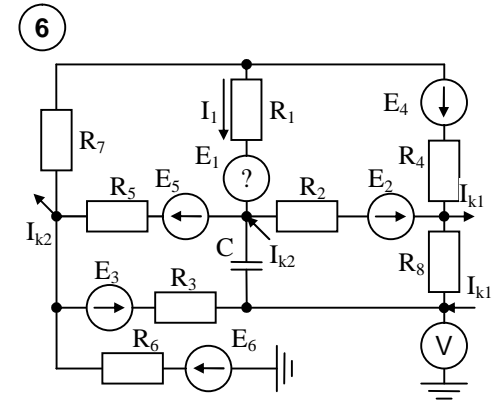 6
I₁
R₁
E₄
R₇
E₁
?
R₄
R₅
E₅
R₂
E₂
Iₖ₁
Iₖ₂
C
Iₖ₂
R₈
E₃
R₃
Iₖ₁
R₆
E₆
V